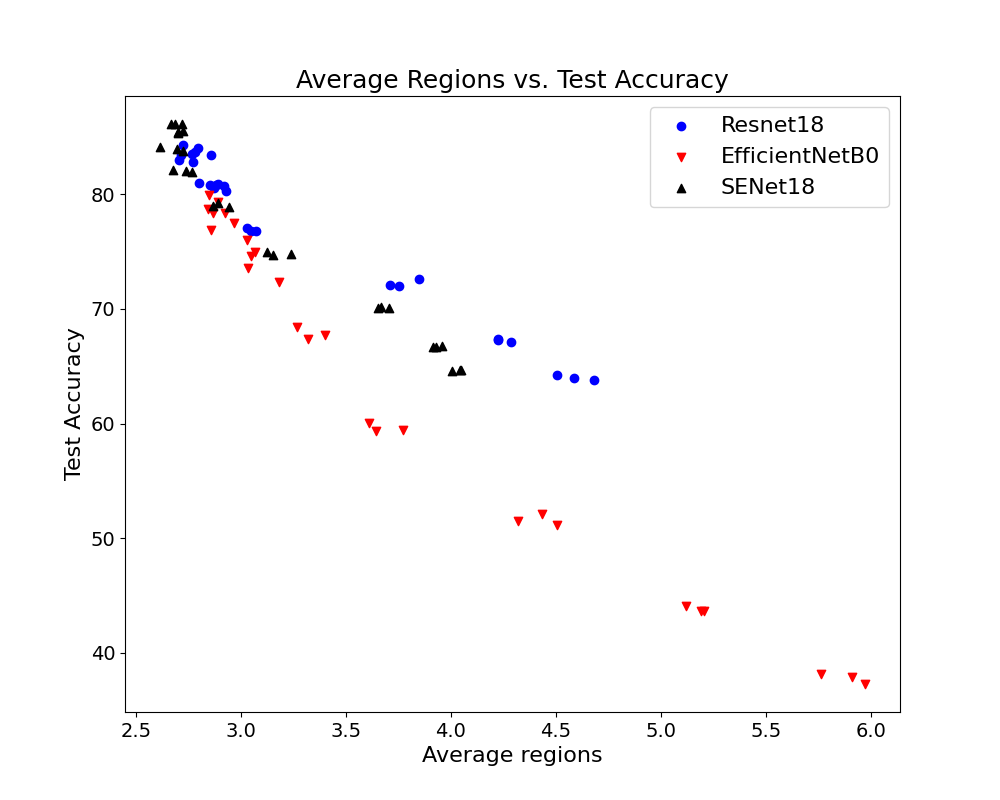 Average Regions vs. Test Accuracy
Resnet18
EfficientNetB0
SENet18
Test Accuracy
80
70
60
50
40
2.5 3.0 3.5 4.0 4.5 5.0 5.5 6.0
Average regions